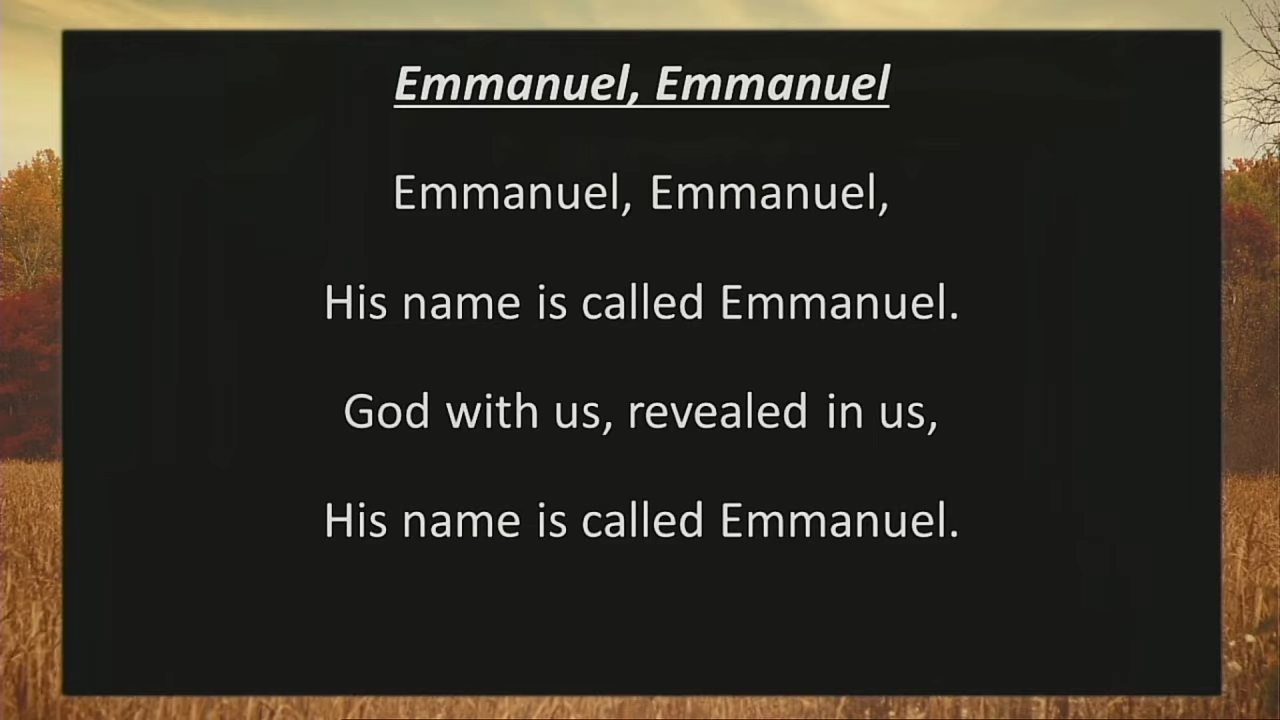 Emmanuel, Emmanuel
Emmanuel, Emmanuel,
His name is called Emmanuel.
God with us, revealed in us,
His name is called Emmanuel.